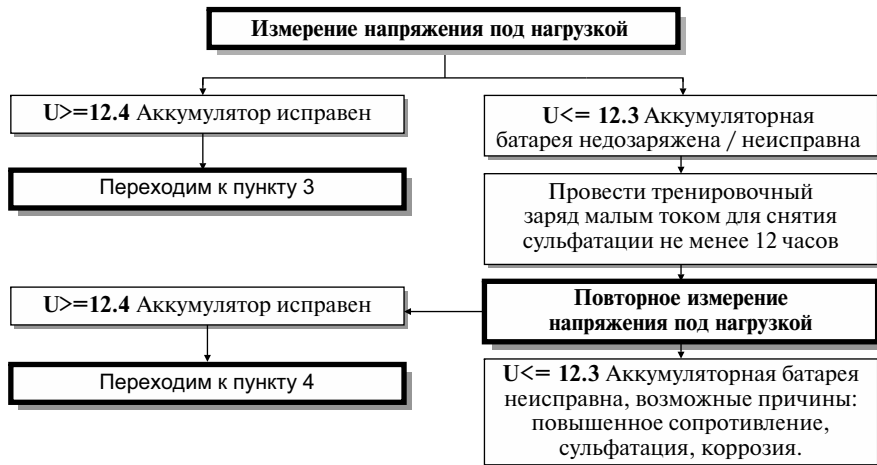 Измерение напряжения под нагрузкой
U>=12.4 Аккумулятор исправен
U<= 12.3 Аккумуляторная
батарея недозаряжена / неисправна
Переходим к пункту 3
Провести тренировочный
заряд малым током для снятия
сульфатации не менее 12 часов
U>=12.4 Аккумулятор исправен
Повторное измерение
напряжения под нагрузкой
Переходим к пункту 4
U<= 12.3 Аккумуляторная батарея
неисправна, возможные причины:
повышенное сопротивление,
сульфатация, коррозия.